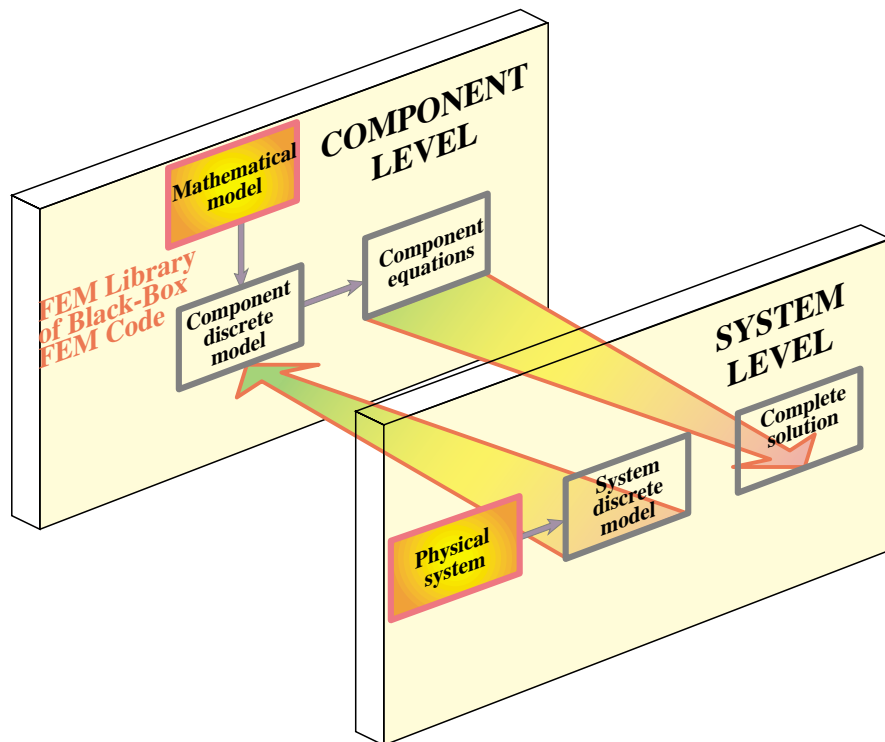 COMPONENT
LEVEL
Mathematical
model
Component
equations
FEM Library
of Black-Box
FEM Code
Component
discrete
model
SYSTEM
LEVEL
Complete
solution
System
discrete
model
Physical
system